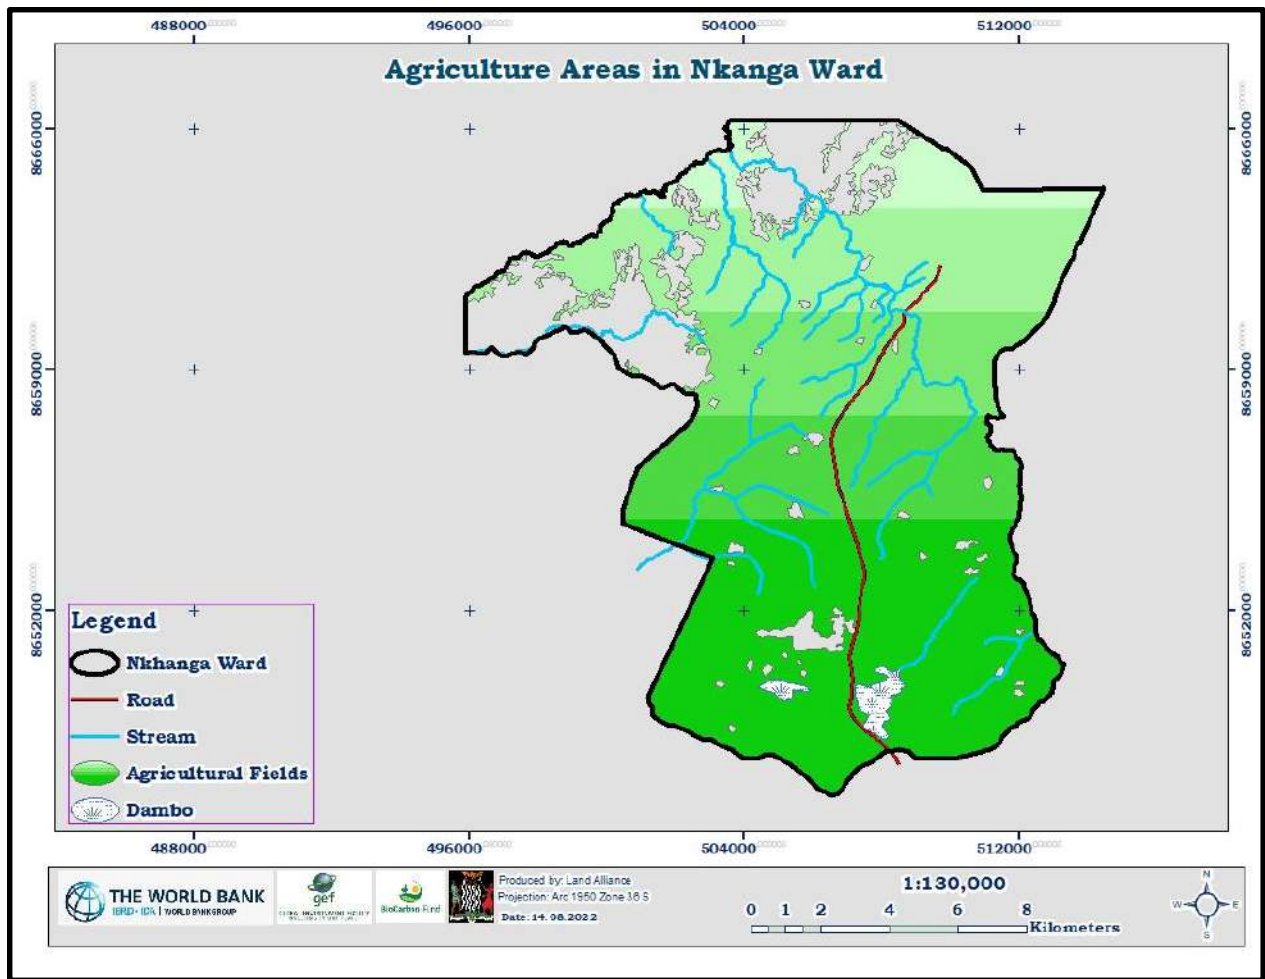 488000 496000 504000 512000
Agriculture Areas in Nkanga Ward
8666000 8666000
8659000 8659000
8652000 8652000
Legend
Nkhanga Ward
Road
Stream
Agricultural Fields
Dambo
488000 496000 504000 512000
THE WORLD BANK
IBRD • IDA | WORLD BANK GROUP
gef
BioCarbon Fund
Produced by: Land Alliance
Projection: Arc 1950 Zone 36 S
Date: 14.08.2022
1:130,000
0 1 2 4 6 8
Kilometers
N
W E
S